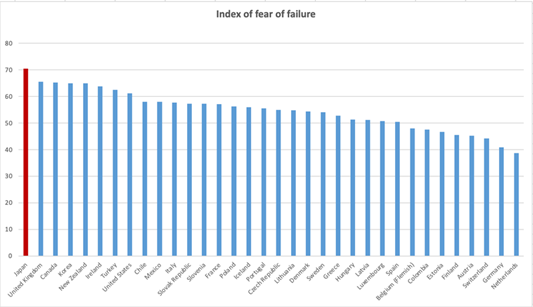 Index of fear of failure
80
70
60
50
40
30
20
10
0
Japan
United Kingdom
Canada
Korea
New Zealand
Ireland
Turkey
United States
Chile
Mexico
Italy
Slovak Republic
Slovenia
France
Poland
Iceland
Portugal
Czech Republic
Lithuania
Denmark
Sweden
Greece
Hungary
Latvia
Luxembourg
Spain
Belgium (Flemish)
Colombia
Estonia
Finland
Austria
Switzerland
Germany
Netherlands